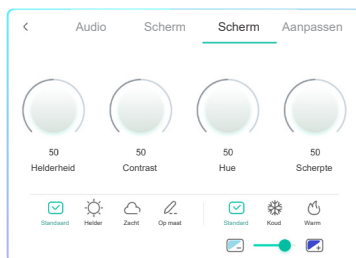 Audio Scherm Scherm Aanpassen
50 50 50 50
Helderheid Contrast Hue Scherpte
Standaard Helder Zacht Op maat Standard Koud Warm